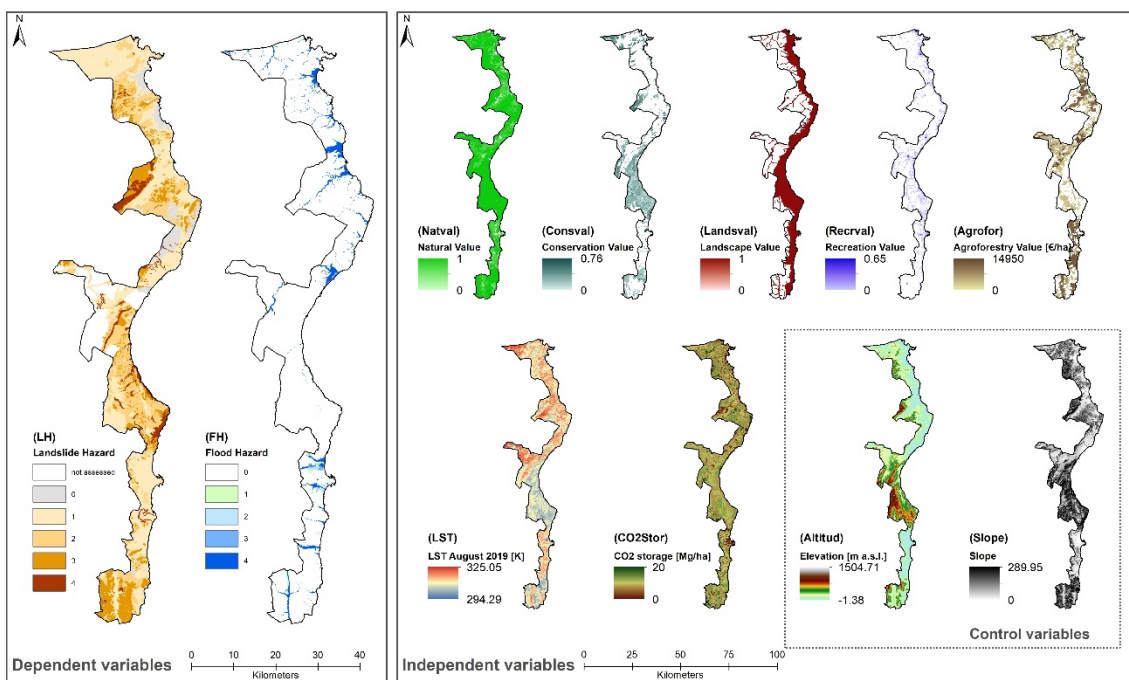 N
(LH)
Landslide Hazard
not assessed
0
1
2
3
4
(FH)
Flood Hazard
0
1
2
3
4
0 10 20 30 40
Kilometers
Dependent variables
N
(Natval)
Natural Value
1
0
(Consval)
Conservation Value
0.76
0
(Landsval)
Landscape Value
1
0
(Recrval)
Recreation Value
0.65
0
(Agrofor)
Agroforestry Value [€/ha]
14950
0
(LST)
LST August 2019 [K]
325.05
294.29
(CO2Stor)
CO2 storage [Mg/ha]
20
0
(Altitud)
Elevation [m a.s.l.]
1504.71
-1.38
(Slope)
Slope
289.95
0
Control variables
Independent variables
0 25 50 75 100
Kilometers